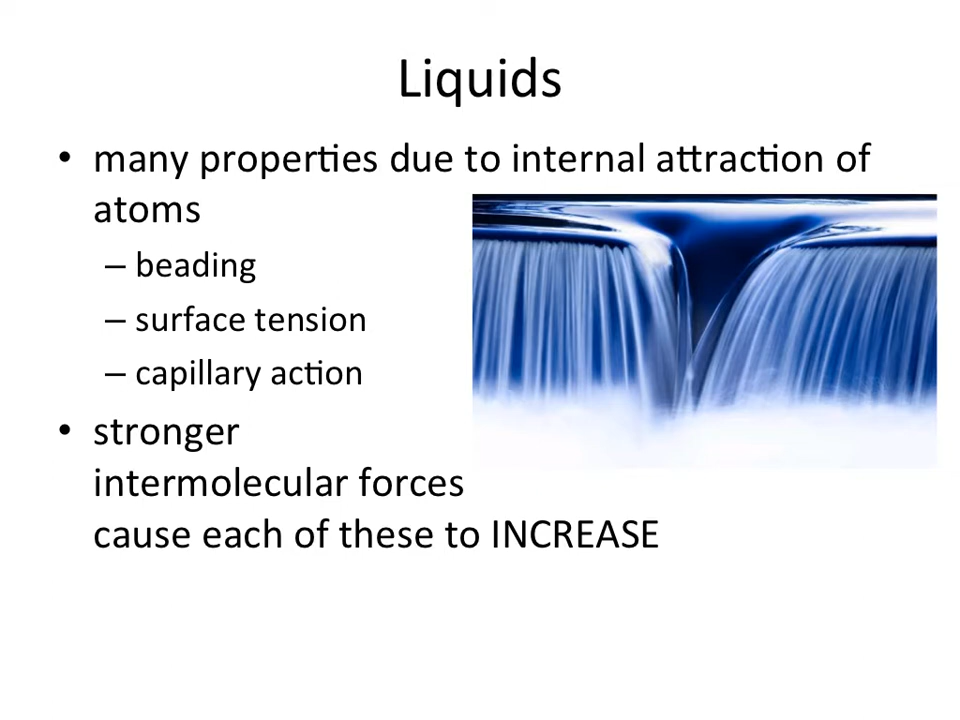 Liquids
• many properties due to internal attraction of
atoms
– beading
– surface tension
– capillary action
• stronger
intermolecular forces
cause each of these to INCREASE